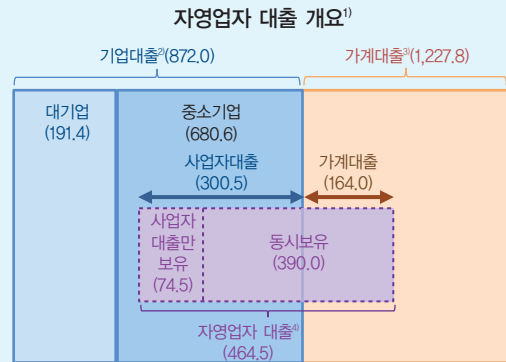 자영업자 대출 개요1)
기업대출2)(872.0)
가계대출3)(1,227.8)
대기업
(191.4)
중소기업
(680.6)
사업자대출
(300.5)
가계대출
(164.0)
사업자
대출만
보유
(74.5)
동시보유
(390.0)
자영업자 대출4)
(464.5)